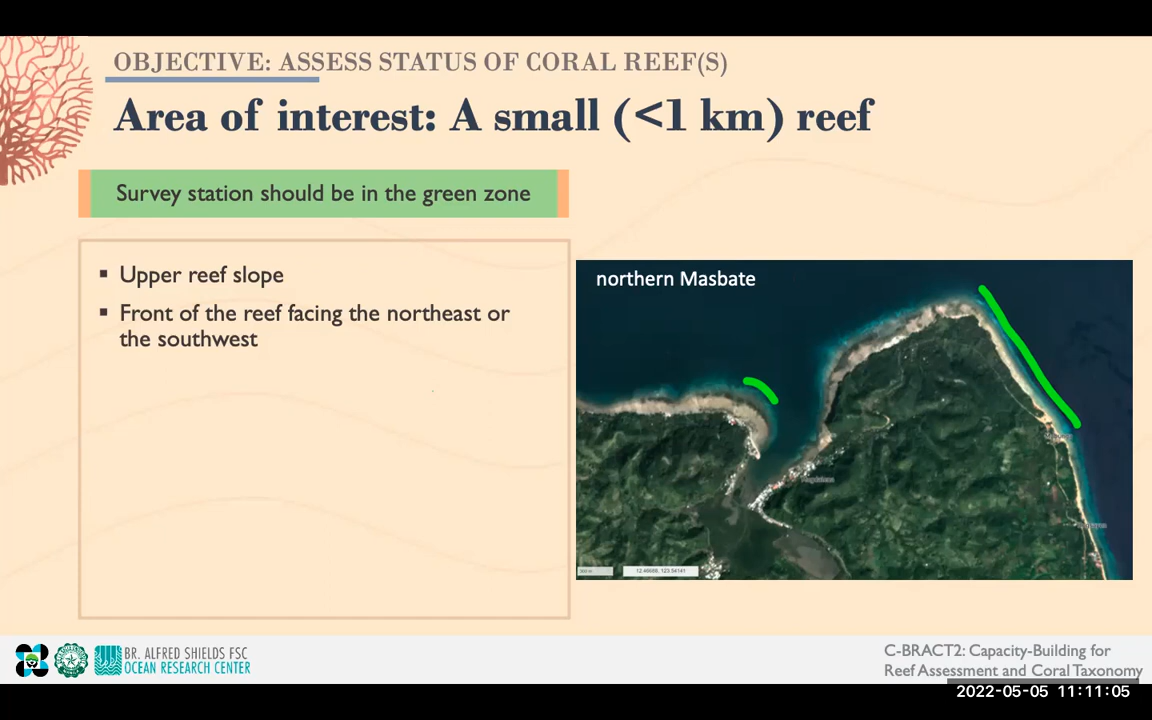 OBJECTIVE: ASSESS STATUS OF CORAL REEF(S)
Area of interest: A small (<1 km) reef
Survey station should be in the green zone
▪ Upper reef slope
▪ Front of the reef facing the northeast or
the southwest
northern Masbate
BR. ALFRED SHIELDS FSC
OCEAN RESEARCH CENTER
C-BRACT2: Capacity-Building for
Reef Assessment and Coral Taxonomy
2022-05-05 11:11:05